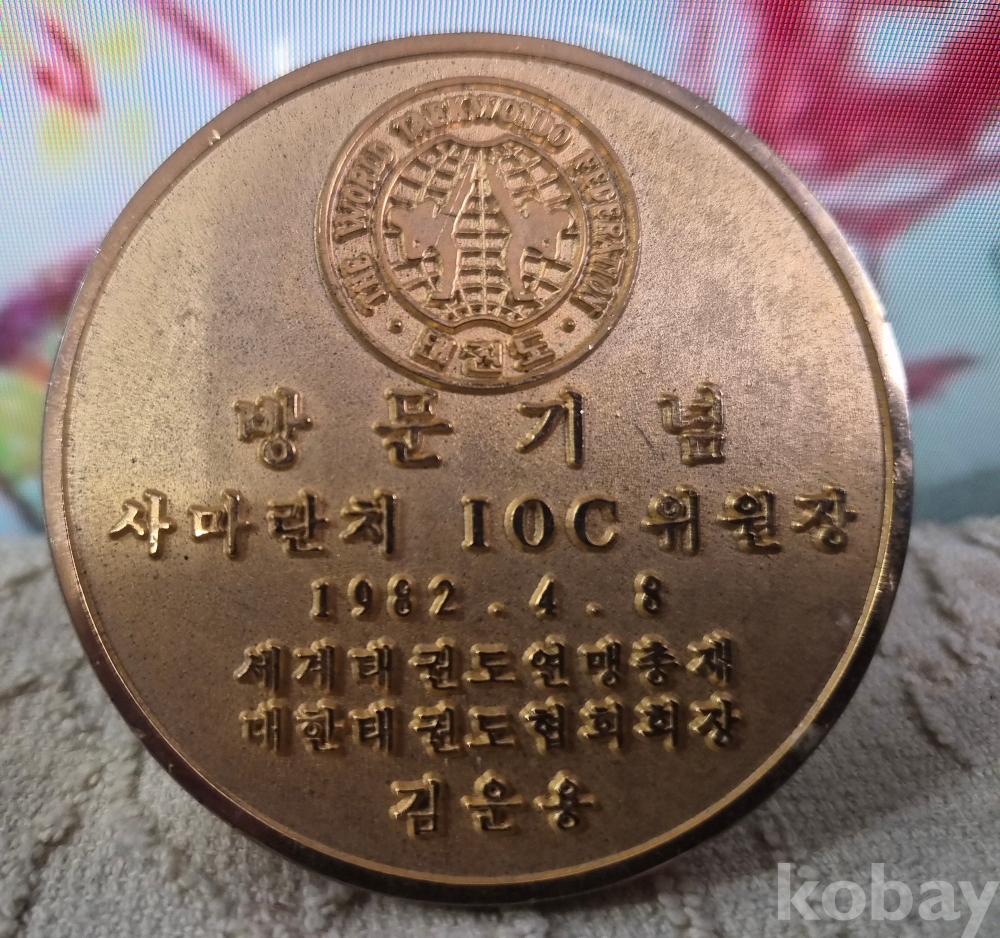 THE WORLD TAEKWONDO FEDERATION
태권도
방문기념
사마란치 IOC위원장
1982.4.8
세계태권도연맹총재
대한태권도협회회장
김운용
kobay